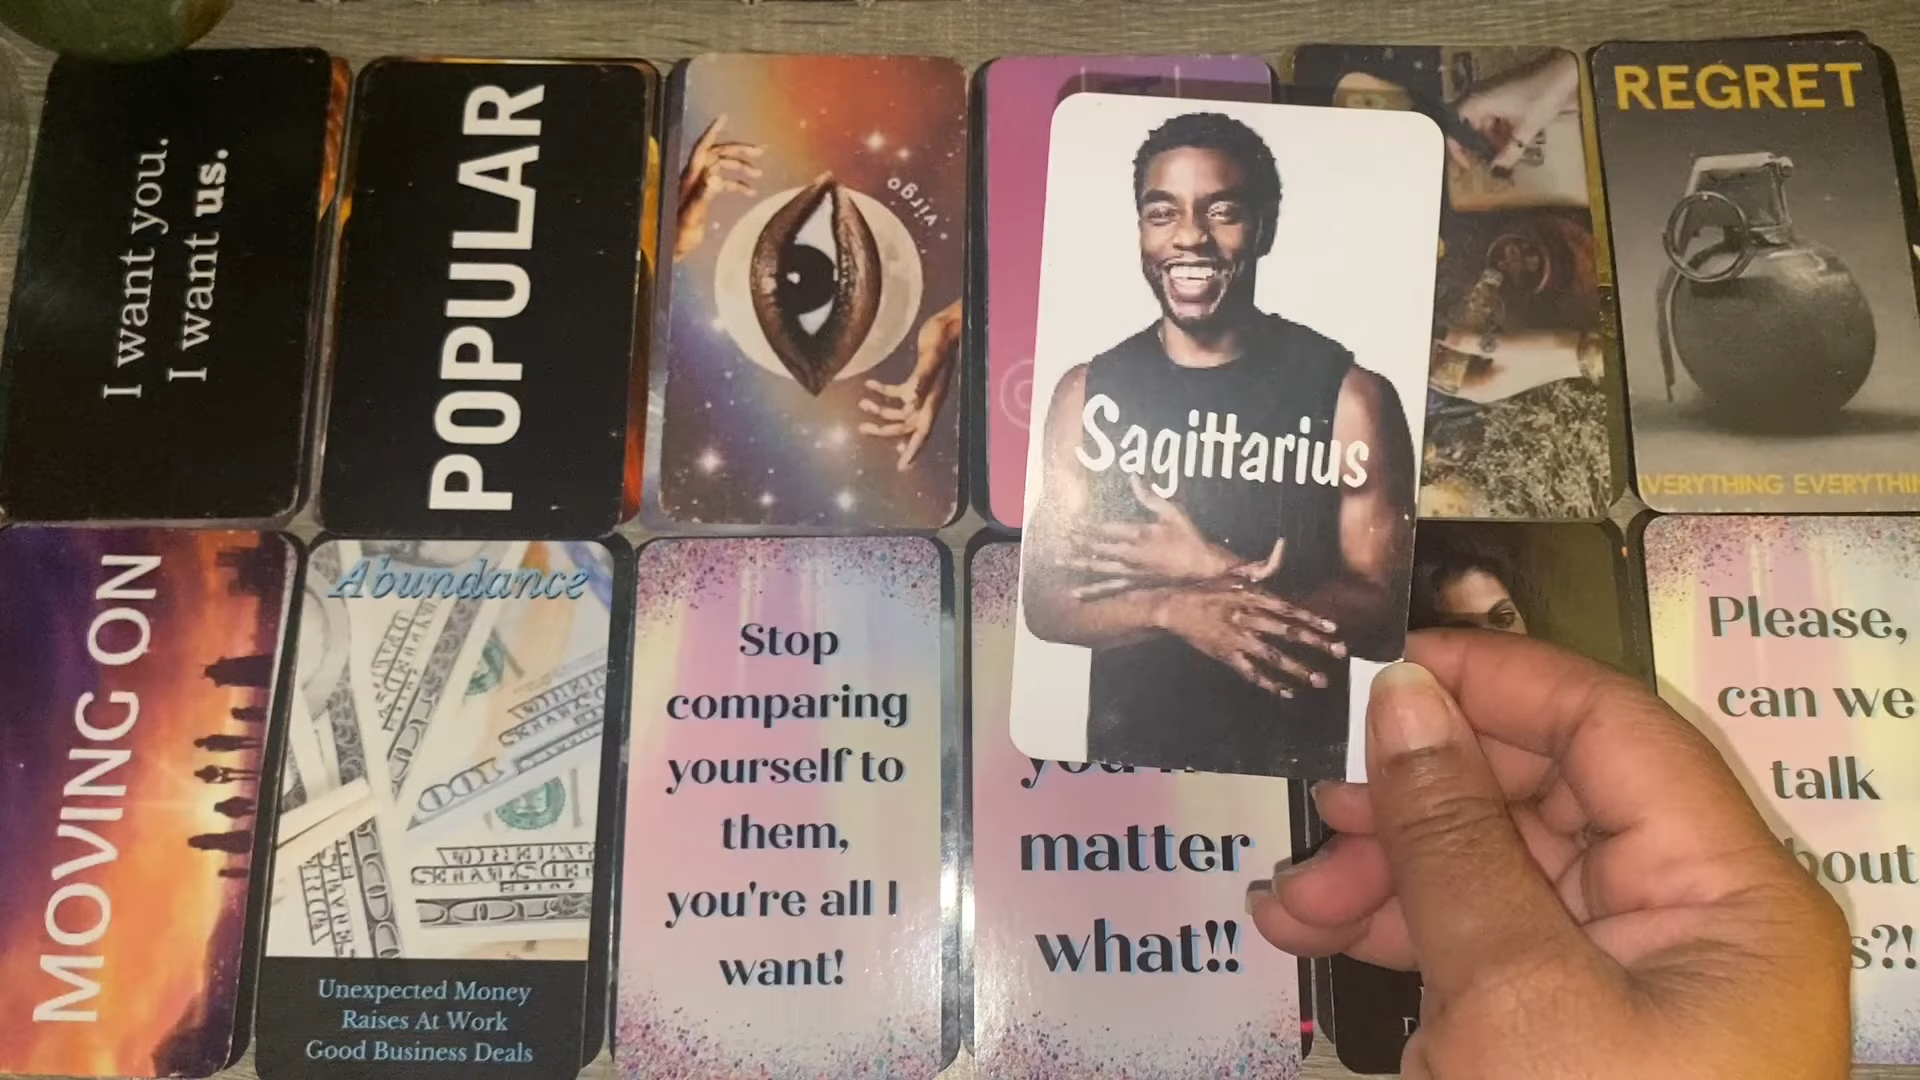 I want you.
I want us.
POPULAR
Virgo
Sagittarius
REGRET
EVERYTHING EVERYTHIN
MOVING ON
Abundance
Unexpected Money
Raises At Work
Good Business Deals
Stop
comparing
yourself to
them,
you're all I
want!
matter
what!!
Please,
can we
talk